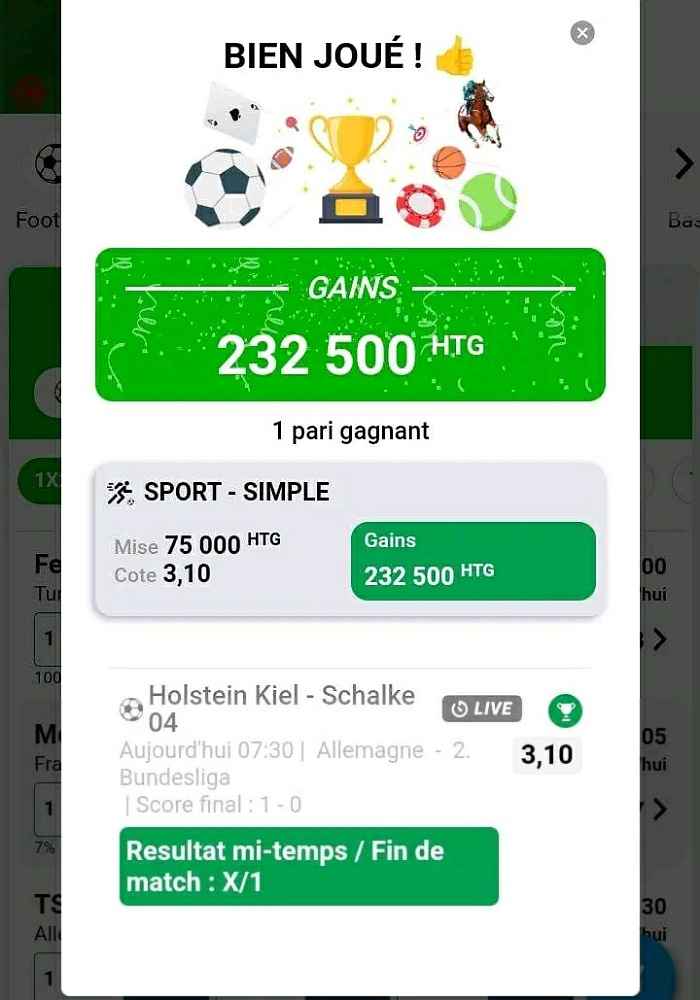 BIEN JOUÉ ! 👍
GAINS
232 500 HTG
1 pari gagnant
SPORT - SIMPLE
Mise 75 000 HTG
Cote 3,10
Gains
232 500 HTG
Holstein Kiel - Schalke
04
LIVE
Aujourd'hui 07:30 | Allemagne - 2.
Bundesliga
| Score final : 1 - 0
3,10
Resultat mi-temps / Fin de
match : X/1
Foot
Bas
1X
Fe
00
Tur
hui
1
100
Mo
05
Fra
hui
1
7%
TS
30
Alle
hui
1